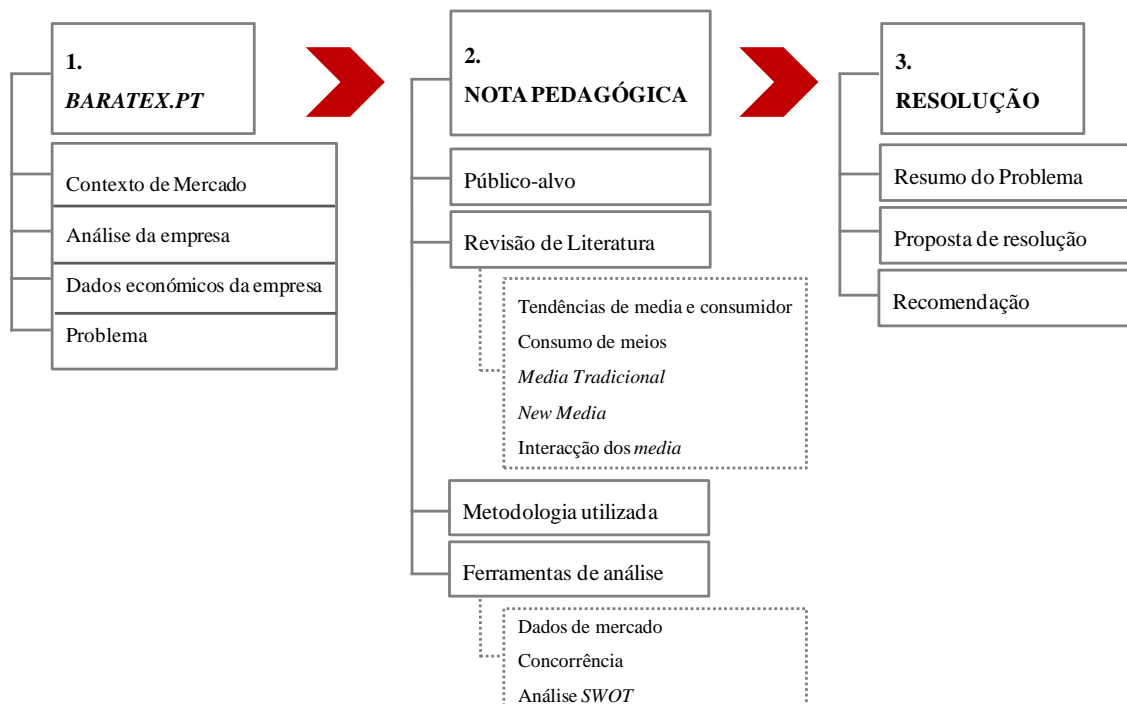 1.
BARATEX.PT
Contexto de Mercado
Análise da empresa
Dados económicos da empresa
Problema
2.
NOTA PEDAGÓGICA
Público-alvo
Revisão de Literatura
Tendências de media e consumidor
Consumo de meios
Media Tradicional
New Media
Interacção dos media
Metodologia utilizada
Ferramentas de análise
Dados de mercado
Concorrência
Análise SWOT
3.
RESOLUÇÃO
Resumo do Problema
Proposta de resolução
Recomendação